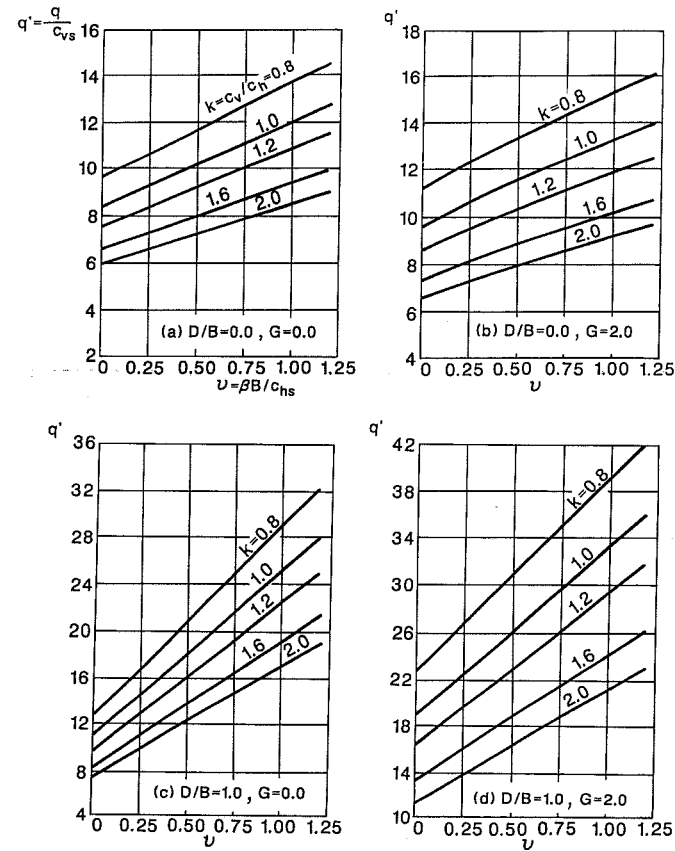 q'= q/c_vs
16
14
12
10
8
6
4
2
k=c_v/c_h=0.8
1.0
1.2
1.6
2.0
(a) D/B=0.0 , G=0.0
0 0.25 0.50 0.75 1.00 1.25
υ=βB/c_hs
q'
18
16
14
12
10
8
6
4
k=0.8
1.0
1.2
1.6
2.0
(b) D/B=0.0 , G=2.0
0 0.25 0.50 0.75 1.00 1.25
υ
q'
36
32
28
24
20
16
12
8
4
k=0.8
1.0
1.2
1.6
2.0
(c) D/B=1.0 , G=0.0
0 0.25 0.50 0.75 1.00 1.25
υ
q'
42
38
34
30
26
22
18
14
10
k=0.8
1.0
1.2
1.6
2.0
(d) D/B=1.0 , G=2.0
0 0.25 0.50 0.75 1.00 1.25
υ